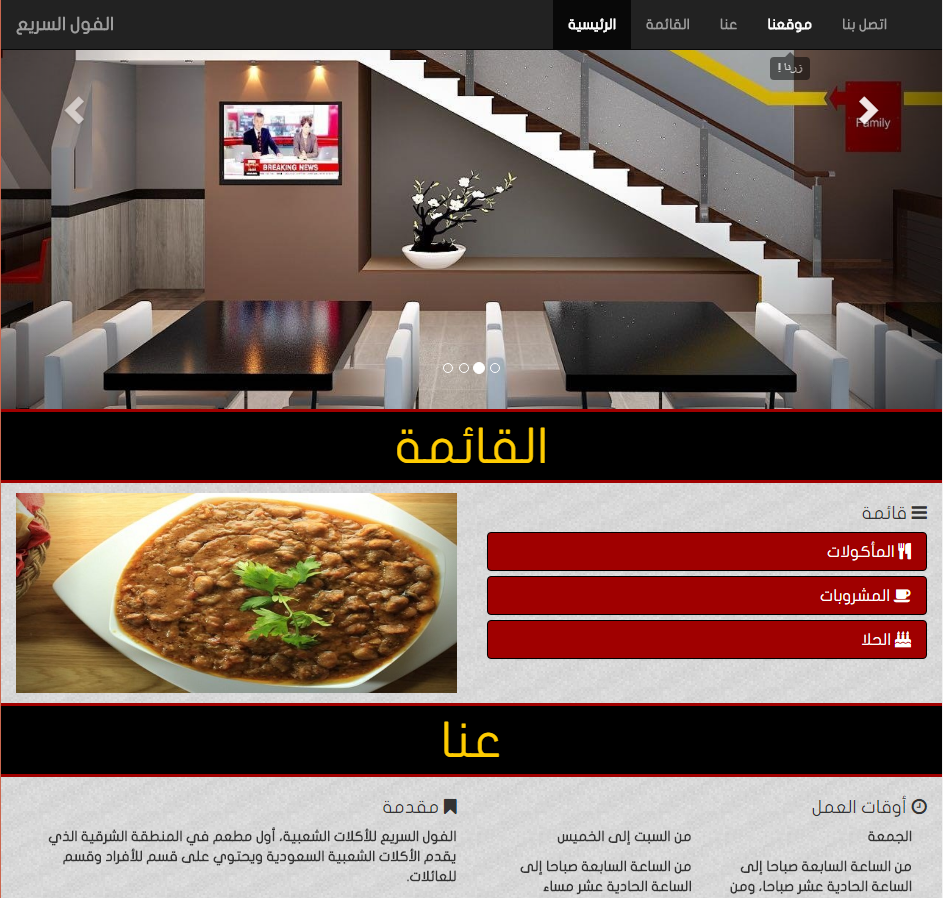 الفول السريع
الرئيسية
القائمة
عنا
موقعنا
اتصل بنا
زرنا !
Family
BREAKING NEWS
القائمة
قائمة
المأكولات
المشروبات
الحلا
عنا
أوقات العمل
الجمعة
من الساعة السابعة صباحا إلى
الساعة الحادية عشر صباحا، ومن
من السبت إلى الخميس
من الساعة السابعة صباحا إلى
الساعة الحادية عشر مساء
مقدمة
الفول السريع للأكلات الشعبية، أول مطعم في المنطقة الشرقية الذي
يقدم الأكلات الشعبية السعودية ويحتوي على قسم للأفراد وقسم
للعائلات.